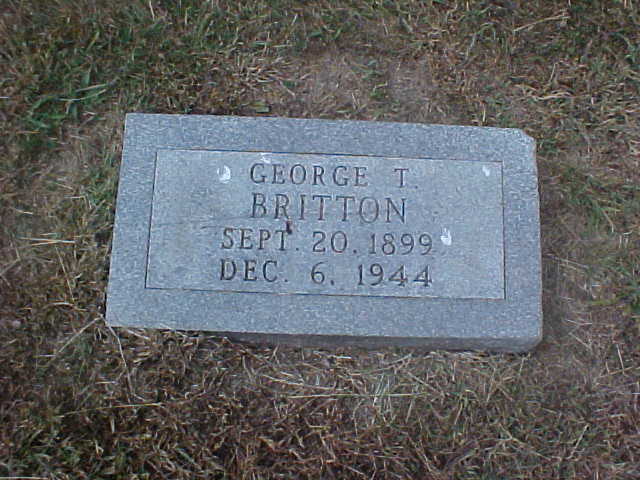 GEORGE T.
BRITTON
SEPT. 20, 1899
DEC. 6, 1944